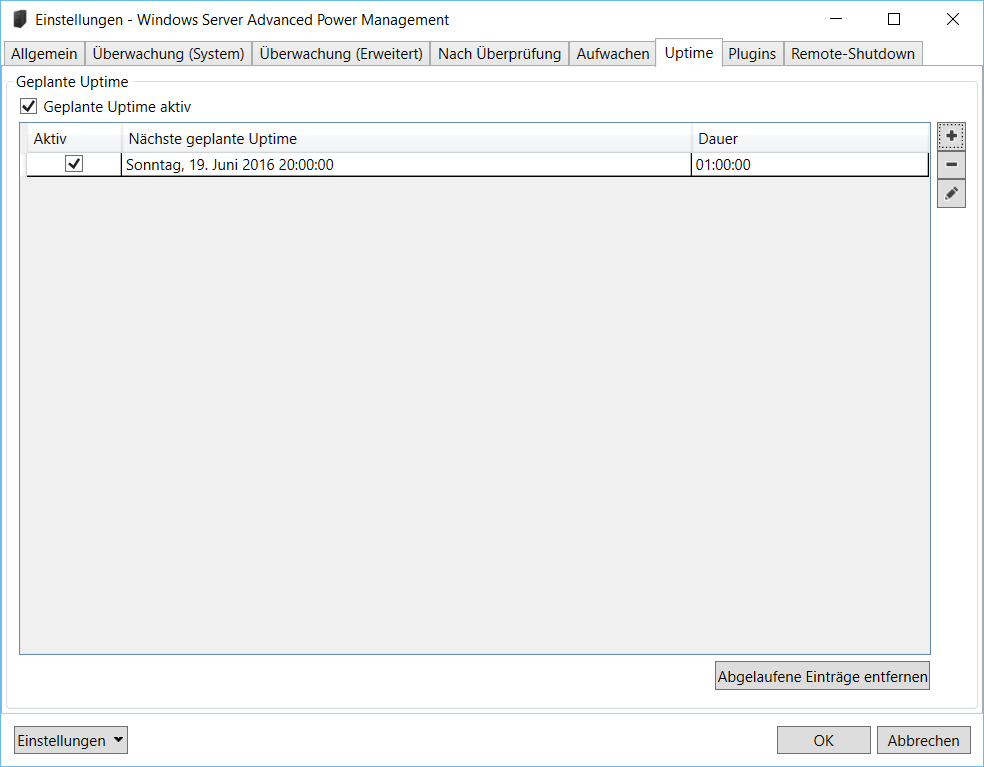 Einstellungen - Windows Server Advanced Power Management
Allgemein Überwachung (System) Überwachung (Erweitert) Nach Überprüfung Aufwachen Uptime Plugins Remote-Shutdown
Geplante Uptime
Geplante Uptime aktiv
Aktiv Nächste geplante Uptime Dauer
Sonntag, 19. Juni 2016 20:00:00 01:00:00
Abgelaufene Einträge entfernen
Einstellungen OK Abbrechen